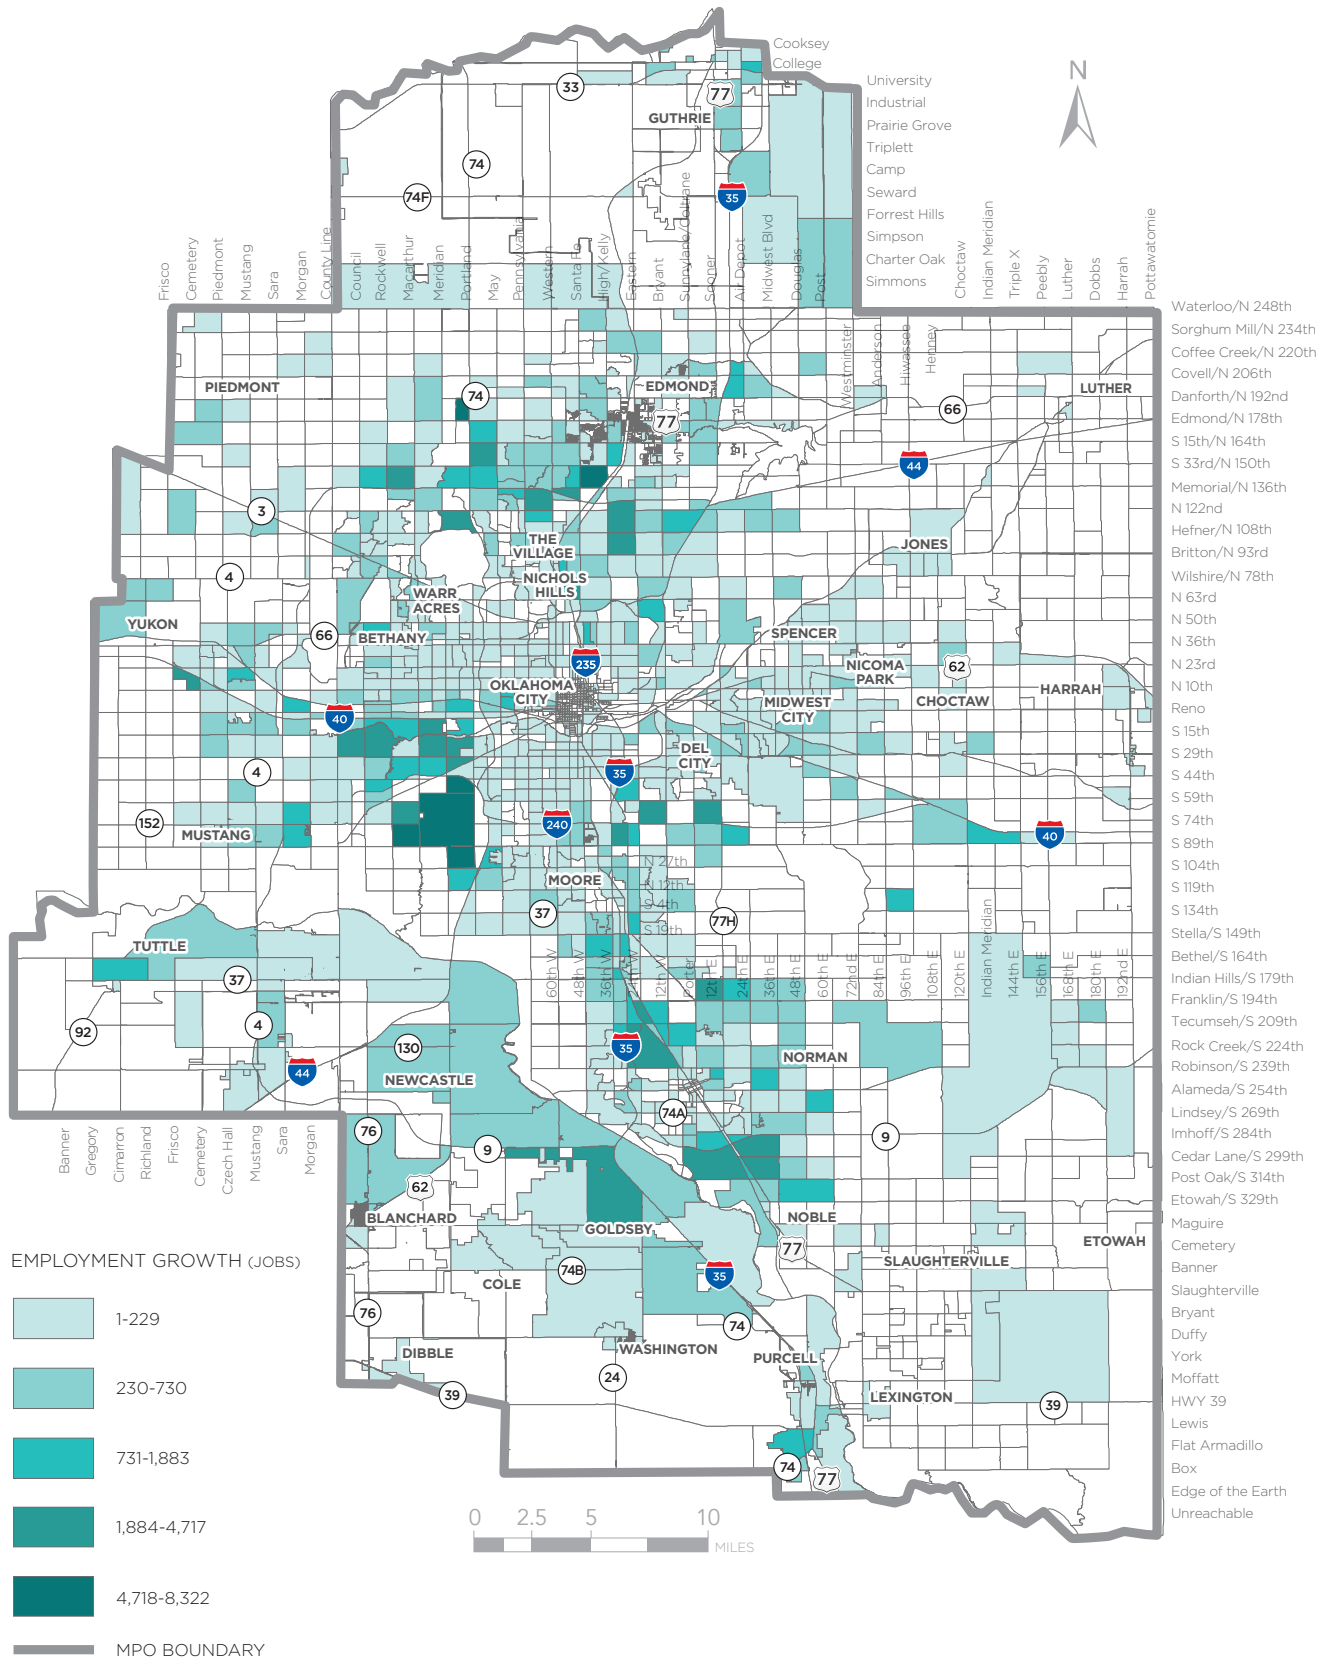 Cooksey
College
N
University
Industrial
Prairie Grove
Triplett
Camp
Seward
Forrest Hills
Simpson
Charter Oak
Simmons
33
77
GUTHRIE
74
74F
35
Frisco
Cemetery
Piedmont
Mustang
Sara
Morgan
County Line
Council
Rockwell
Macarthur
Meridian
Portland
May
Pennsylvania
Western
Santa Fe
High/Kelly
Eastern
Bryant
Sunnylane/Coltrane
Sooner
Air Depot
Midwest Blvd
Douglas
Post
Westminster
Anderson
Hiwassee
Henney
Choctaw
Indian Meridian
Triple X
Peebly
Luther
Dobbs
Harrah
Pottawatomie
Waterloo/N 248th
Sorghum Mill/N 234th
Coffee Creek/N 220th
Covell/N 206th
Danforth/N 192nd
Edmond/N 178th
S 15th/N 164th
S 33rd/N 150th
Memorial/N 136th
N 122nd
Hefner/N 108th
Britton/N 93rd
Wilshire/N 78th
N 63rd
N 50th
N 36th
N 23rd
N 10th
Reno
S 15th
S 29th
S 44th
S 59th
S 74th
S 89th
S 104th
S 119th
S 134th
Stella/S 149th
Bethel/S 164th
Indian Hills/S 179th
Franklin/S 194th
Tecumseh/S 209th
Rock Creek/S 224th
Robinson/S 239th
Alameda/S 254th
Lindsey/S 269th
Imhoff/S 284th
Cedar Lane/S 299th
Post Oak/S 314th
Etowah/S 329th
Maguire
Cemetery
Banner
Slaughterville
Bryant
Duffy
York
Moffatt
HWY 39
Lewis
Flat Armadillo
Box
Edge of the Earth
Unreachable
PIEDMONT
EDMOND
LUTHER
74
77
66
44
3
THE
VILLAGE
JONES
4
NICHOLS
HILLS
WARR
ACRES
YUKON
66
BETHANY
SPENCER
235
NICOMA
PARK
62
OKLAHOMA
CITY
MIDWEST
CITY
CHOCTAW
HARRAH
40
DEL
CITY
4
35
152
MUSTANG
240
40
N 27th
MOORE
N 12th
S 4th
37
77H
S 19th
TUTTLE
37
60th W
48th W
36th W
24th W
12th W
Porter
12th E
24th E
36th E
48th E
60th E
72nd E
84th E
96th E
108th E
120th E
Indian Meridian
144th E
156th E
168th E
180th E
192nd E
92
4
130
35
NORMAN
44
NEWCASTLE
74A
76
9
9
Banner
Gregory
Cimarron
Richland
Frisco
Cemetery
Czech Hall
Mustang
Sara
Morgan
62
BLANCHARD
GOLDSBY
NOBLE
77
ETOWAH
SLAUGHTERVILLE
74B
35
COLE
76
74
WASHINGTON
DIBBLE
PURCELL
24
39
LEXINGTON
39
74
77
EMPLOYMENT GROWTH (JOBS)
1-229
230-730
731-1,883
1,884-4,717
4,718-8,322
MPO BOUNDARY
0 2.5 5 10
MILES